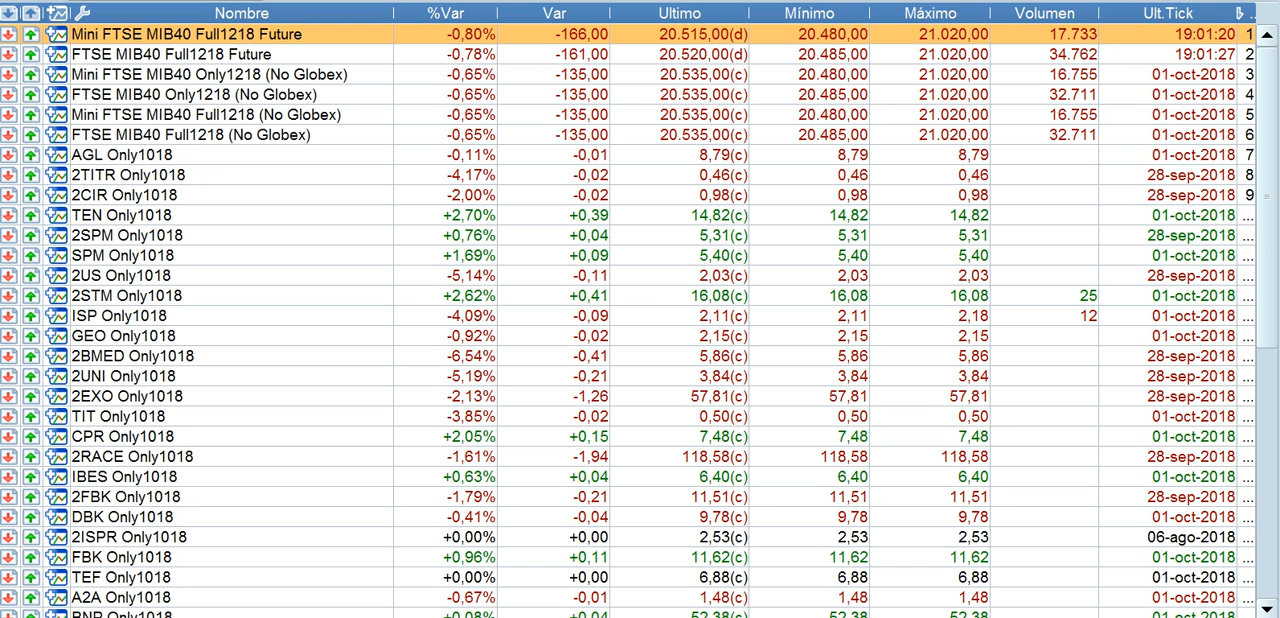 Nombre %Var Var Ultimo Mínimo Máximo Volumen Ult.Tick
Mini FTSE MIB40 Full1218 Future -0,80% -166,00 20.515,00(d) 20.480,00 21.020,00 17.733 19:01:20 1
FTSE MIB40 Full1218 Future -0,78% -161,00 20.520,00(d) 20.485,00 21.020,00 34.762 19:01:27 2
Mini FTSE MIB40 Only1218 (No Globex) -0,65% -135,00 20.535,00(c) 20.480,00 21.020,00 16.755 01-oct-2018 3
FTSE MIB40 Only1218 (No Globex) -0,65% -135,00 20.535,00(c) 20.485,00 21.020,00 32.711 01-oct-2018 4
Mini FTSE MIB40 Full1218 (No Globex) -0,65% -135,00 20.535,00(c) 20.485,00 21.020,00 16.755 01-oct-2018 5
FTSE MIB40 Full1218 (No Globex) -0,65% -135,00 20.535,00(c) 20.485,00 21.020,00 32.711 01-oct-2018 6
AGL Only1018 -0,11% -0,01 8,79(c) 8,79 8,79 01-oct-2018 7
2TITR Only1018 -4,17% -0,02 0,46(c) 0,46 0,46 28-sep-2018 8
2CIR Only1018 -2,00% -0,02 0,98(c) 0,98 0,98 28-sep-2018 9
TEN Only1018 +2,70% +0,39 14,82(c) 14,82 14,82 01-oct-2018 ...
2SPM Only1018 +0,76% +0,04 5,31(c) 5,31 5,31 28-sep-2018 ...
SPM Only1018 +1,69% +0,09 5,40(c) 5,40 5,40 01-oct-2018 ...
2US Only1018 -5,14% -0,11 2,03(c) 2,03 2,03 28-sep-2018 ...
2STM Only1018 +2,62% +0,41 16,08(c) 16,08 16,08 25 01-oct-2018 ...
ISP Only1018 -4,09% -0,09 2,11(c) 2,11 2,18 12 01-oct-2018 ...
GEO Only1018 -0,92% -0,02 2,15(c) 2,15 2,15 01-oct-2018 ...
2BMED Only1018 -6,54% -0,41 5,86(c) 5,86 5,86 28-sep-2018 ...
2UNI Only1018 -5,19% -0,21 3,84(c) 3,84 3,84 28-sep-2018 ...
2EXO Only1018 -2,13% -1,26 57,81(c) 57,81 57,81 28-sep-2018 ...
TIT Only1018 -3,85% -0,02 0,50(c) 0,50 0,50 01-oct-2018 ...
CPR Only1018 +2,05% +0,15 7,48(c) 7,48 7,48 01-oct-2018 ...
2RACE Only1018 -1,61% -1,94 118,58(c) 118,58 118,58 28-sep-2018 ...
IBES Only1018 +0,63% +0,04 6,40(c) 6,40 6,40 01-oct-2018 ...
2FBK Only1018 -1,79% -0,21 11,51(c) 11,51 11,51 28-sep-2018 ...
DBK Only1018 -0,41% -0,04 9,78(c) 9,78 9,78 01-oct-2018 ...
2ISPR Only1018 +0,00% +0,00 2,53(c) 2,53 2,53 06-ago-2018 ...
FBK Only1018 +0,96% +0,11 11,62(c) 11,62 11,62 01-oct-2018 ...
TEF Only1018 +0,00% +0,00 6,88(c) 6,88 6,88 01-oct-2018 ...
A2A Only1018 -0,67% -0,01 1,48(c) 1,48 1,48 01-oct-2018 ...
BNP Only1018 +0,08% +0,04 52,38(c) 52,38 52,38 01-oct-2018